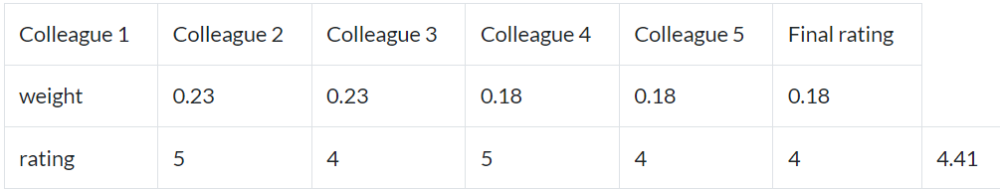 Colleague 1 Colleague 2 Colleague 3 Colleague 4 Colleague 5 Final rating
weight 0.23 0.23 0.18 0.18 0.18
rating 5 4 5 4 4 4.41